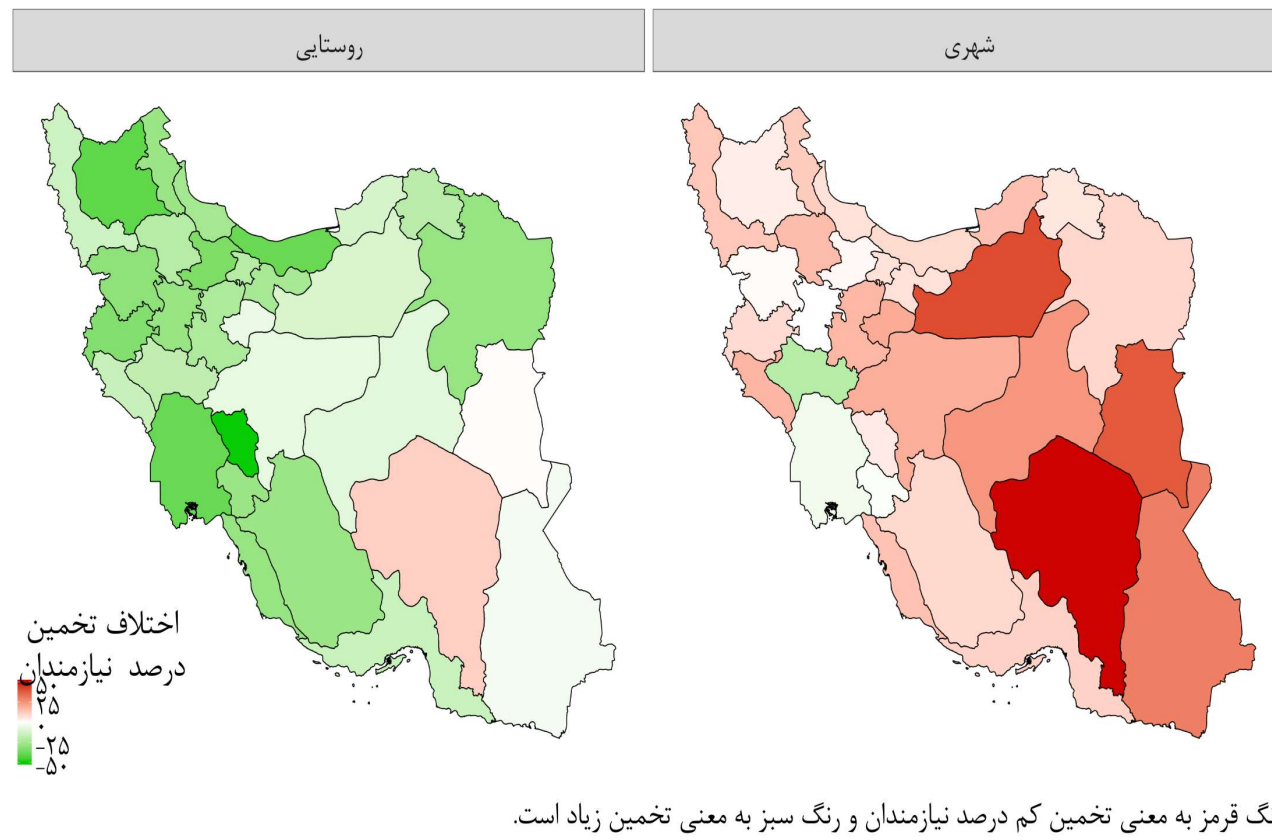 شهری
روستایی
اختلاف تخمین
درصد نیازمندان
۵۰
۲۵
۰
-۲۵
-۵۰
قرمز به معنی تخمین کم درصد نیازمندان و رنگ سبز به معنی تخمین زیاد است.